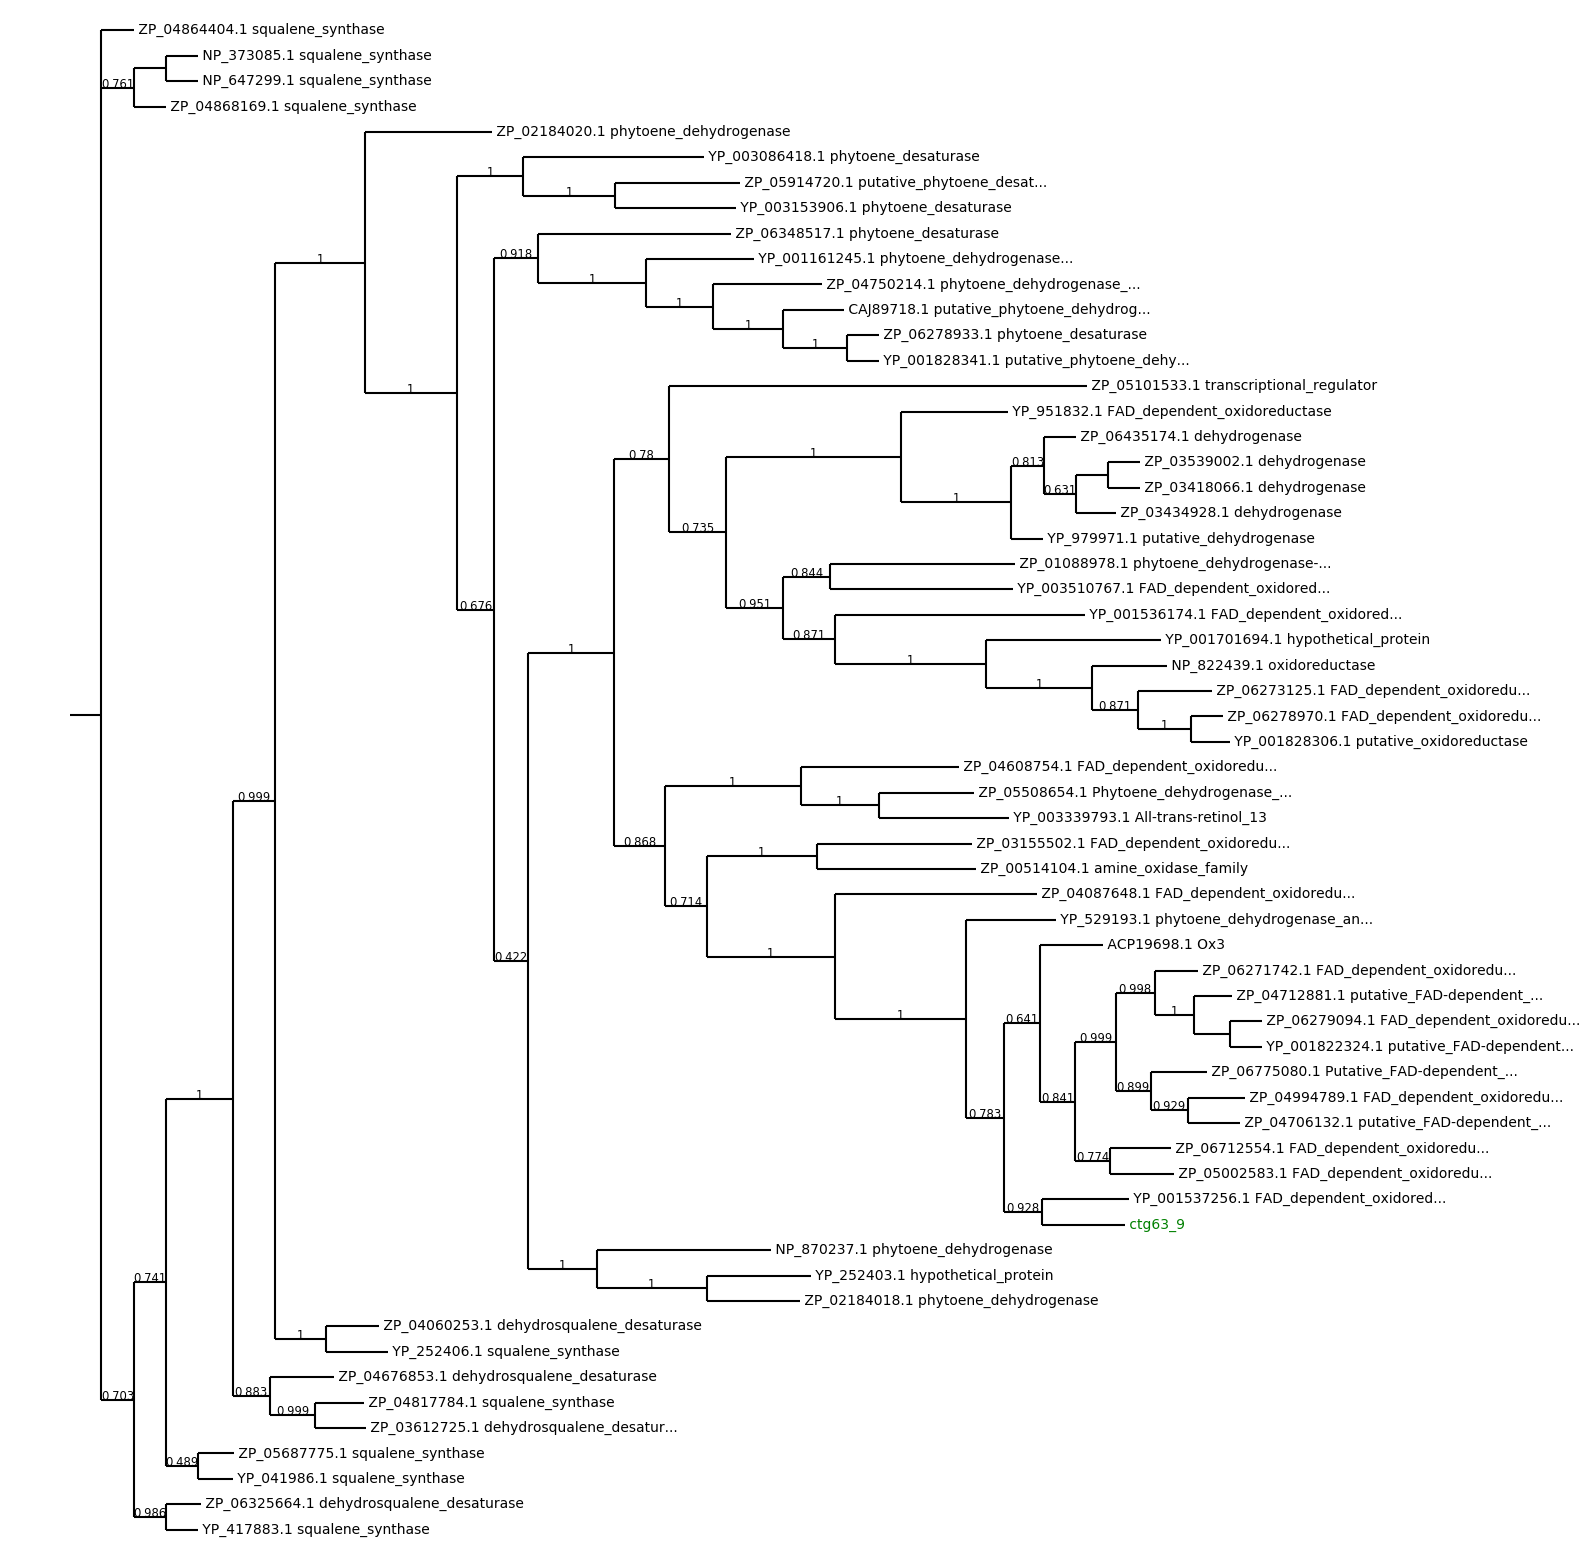 ZP_04864404.1 squalene_synthase
NP_373085.1 squalene_synthase
NP_647299.1 squalene_synthase
0.761
ZP_04868169.1 squalene_synthase
ZP_02184020.1 phytoene_dehydrogenase
YP_003086418.1 phytoene_desaturase
1
ZP_05914720.1 putative_phytoene_desat...
1
YP_003153906.1 phytoene_desaturase
ZP_06348517.1 phytoene_desaturase
0.918
1
YP_001161245.1 phytoene_dehydrogenase...
1
ZP_04750214.1 phytoene_dehydrogenase_...
1
CAJ89718.1 putative_phytoene_dehydrog...
1
ZP_06278933.1 phytoene_desaturase
1
YP_001828341.1 putative_phytoene_dehy...
ZP_05101533.1 transcriptional_regulator
1
YP_951832.1 FAD_dependent_oxidoreductase
ZP_06435174.1 dehydrogenase
0.78
1
0.813
ZP_03539002.1 dehydrogenase
ZP_03418066.1 dehydrogenase
0.631
1
ZP_03434928.1 dehydrogenase
0.735
YP_979971.1 putative_dehydrogenase
ZP_01088978.1 phytoene_dehydrogenase-...
0.844
YP_003510767.1 FAD_dependent_oxidored...
0.676
0.951
YP_001536174.1 FAD_dependent_oxidored...
0.871
YP_001701694.1 hypothetical_protein
1
1
NP_822439.1 oxidoreductase
1
ZP_06273125.1 FAD_dependent_oxidoredu...
0.871
ZP_06278970.1 FAD_dependent_oxidoredu...
1
YP_001828306.1 putative_oxidoreductase
ZP_04608754.1 FAD_dependent_oxidoredu...
1
ZP_05508654.1 Phytoene_dehydrogenase_...
0.999
1
YP_003339793.1 All-trans-retinol_13
0.868
ZP_03155502.1 FAD_dependent_oxidoredu...
1
ZP_00514104.1 amine_oxidase_family
ZP_04087648.1 FAD_dependent_oxidoredu...
0.714
YP_529193.1 phytoene_dehydrogenase_an...
ACP19698.1 Ox3
0.422
1
ZP_06271742.1 FAD_dependent_oxidoredu...
0.998
ZP_04712881.1 putative_FAD-dependent_...
1
1
0.641
ZP_06279094.1 FAD_dependent_oxidoredu...
0.999
YP_001822324.1 putative_FAD-dependent...
ZP_06775080.1 Putative_FAD-dependent_...
0.899
1
0.841
ZP_04994789.1 FAD_dependent_oxidoredu...
0.929
0.783
ZP_04706132.1 putative_FAD-dependent_...
ZP_06712554.1 FAD_dependent_oxidoredu...
0.774
ZP_05002583.1 FAD_dependent_oxidoredu...
YP_001537256.1 FAD_dependent_oxidored...
0.928
ctg63_9
NP_870237.1 phytoene_dehydrogenase
1
0.741
YP_252403.1 hypothetical_protein
1
ZP_02184018.1 phytoene_dehydrogenase
ZP_04060253.1 dehydrosqualene_desaturase
1
YP_252406.1 squalene_synthase
ZP_04676853.1 dehydrosqualene_desaturase
0.703
0.883
ZP_04817784.1 squalene_synthase
0.999
ZP_03612725.1 dehydrosqualene_desatur...
ZP_05687775.1 squalene_synthase
0.489
YP_041986.1 squalene_synthase
ZP_06325664.1 dehydrosqualene_desaturase
0.986
YP_417883.1 squalene_synthase